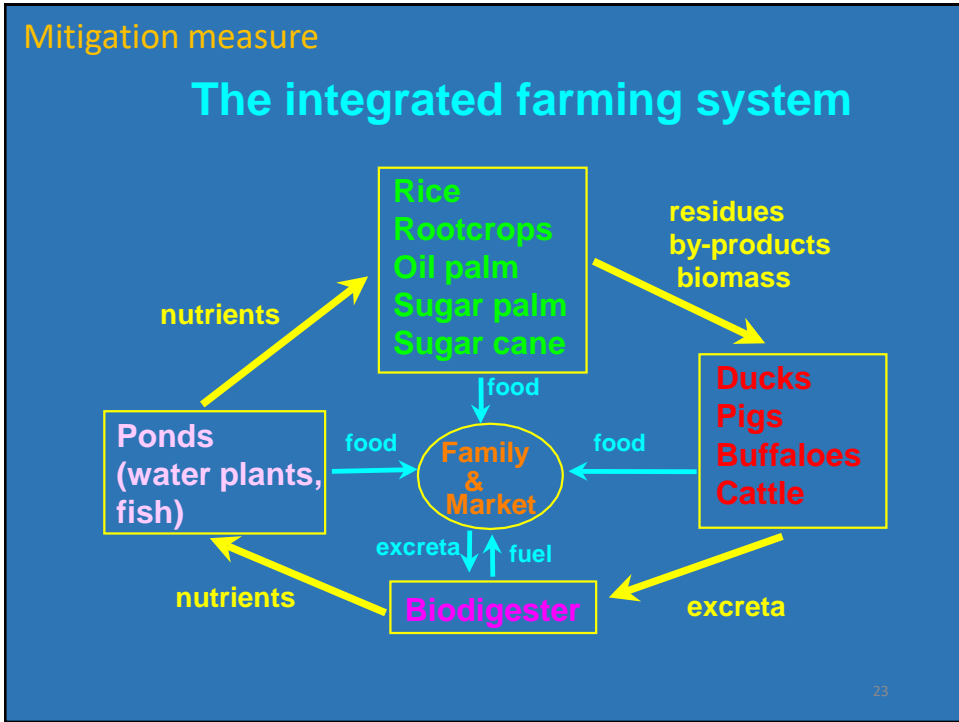 Mitigation measure
The integrated farming system
Rice
Rootcrops
Oil palm
Sugar palm
Sugar cane
residues
by-products
biomass
nutrients
food
Ducks
Pigs
Buffaloes
Cattle
Ponds
(water plants,
fish)
food
Family
&
Market
food
excreta
fuel
nutrients
Biodigester
excreta
23